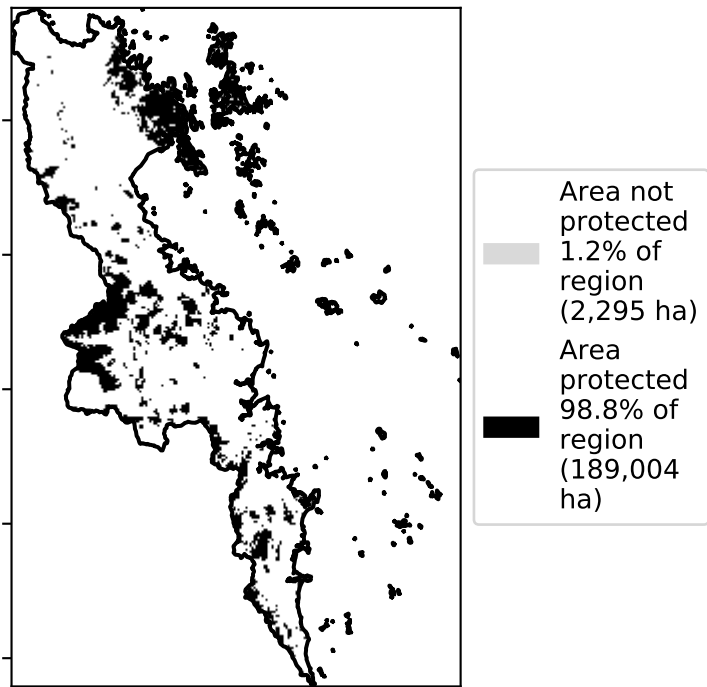 Area not
protected
1.2% of
region
(2,295 ha)
Area
protected
98.8% of
region
(189,004
ha)